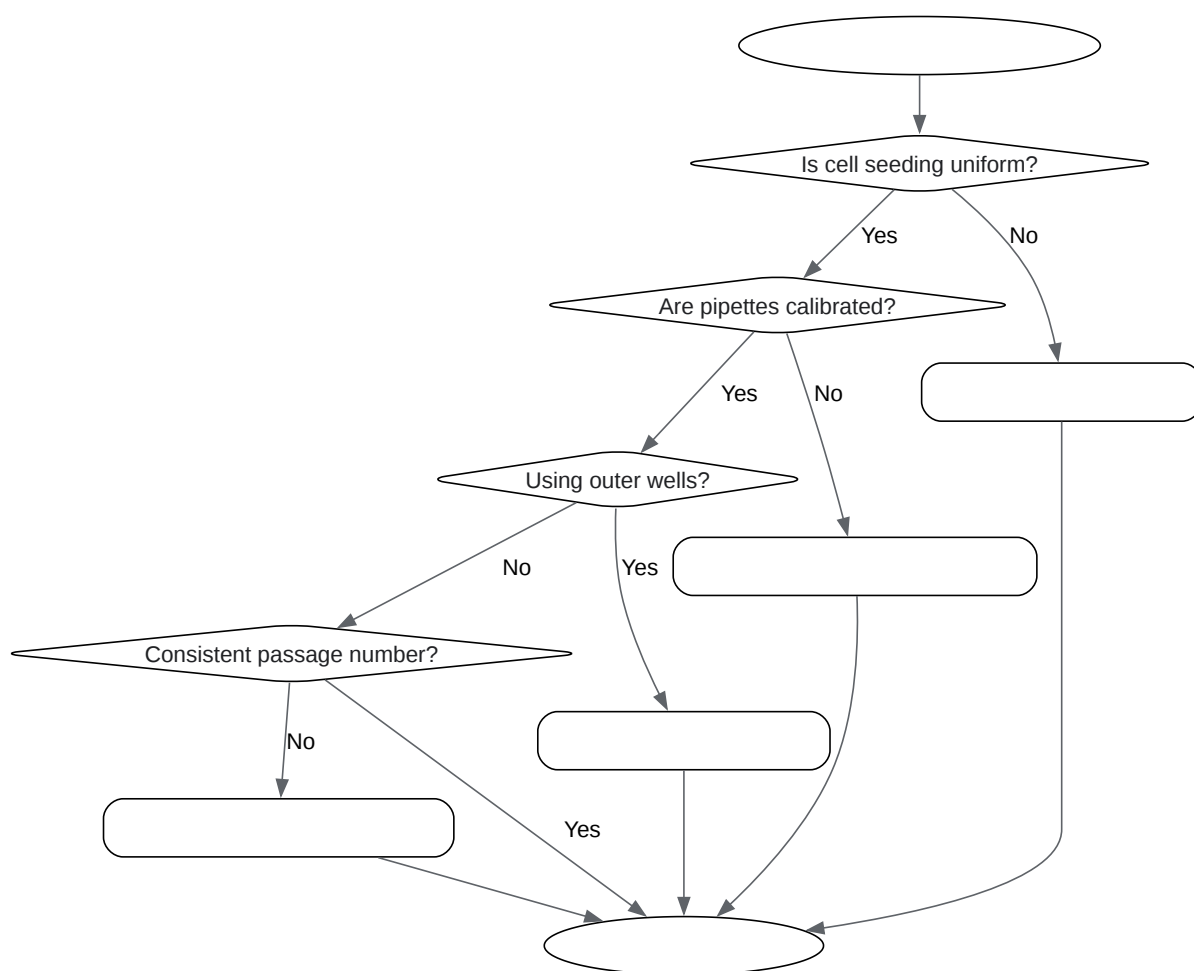 Is cell seeding uniform?
Yes
No
Are pipettes calibrated?
Yes
No
Using outer wells?
No
Yes
Consistent passage number?
No
Yes